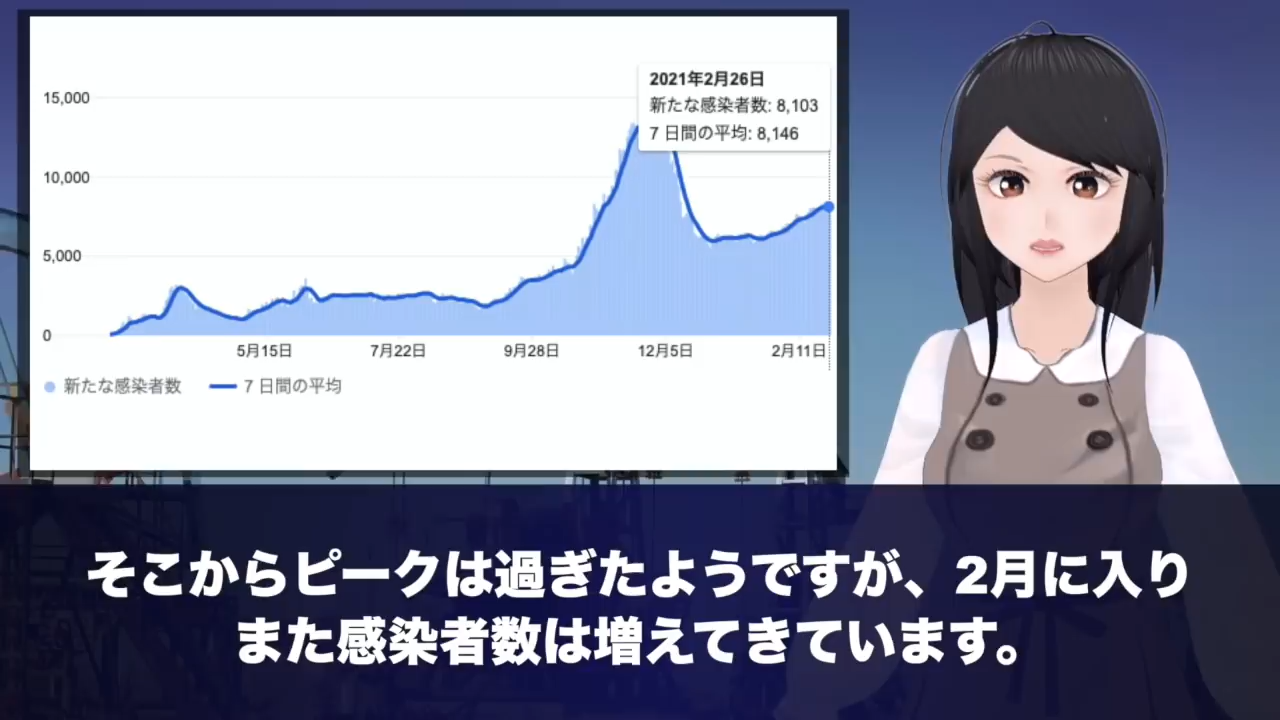 2021年2月26日
新たな感染者数: 8,103
7 日間の平均: 8,146
15,000
10,000
5,000
0
5月15日 7月22日 9月28日 12月5日 2月11日
新たな感染者数 7 日間の平均
そこからピークは過ぎたようですが、2月に入り
また感染者数は増えてきています。